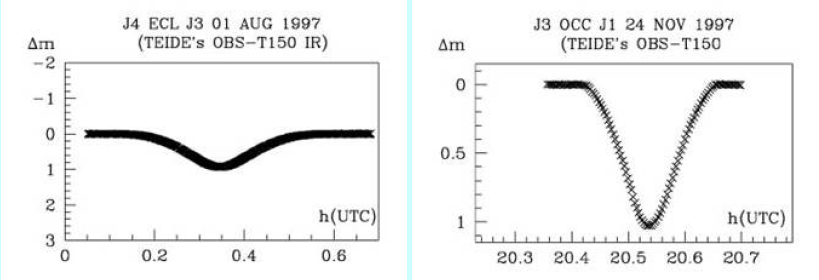 J4 ECL J3 01 AUG 1997
(TEIDE's OBS-T150 IR)
Δm
-2
-1
0
1
2
3
h(UTC)
0 0.2 0.4 0.6
J3 OCC J1 24 NOV 1997
(TEIDE's OBS-T150
Δm
0
0.5
1
h(UTC)
20.3 20.4 20.5 20.6 20.7